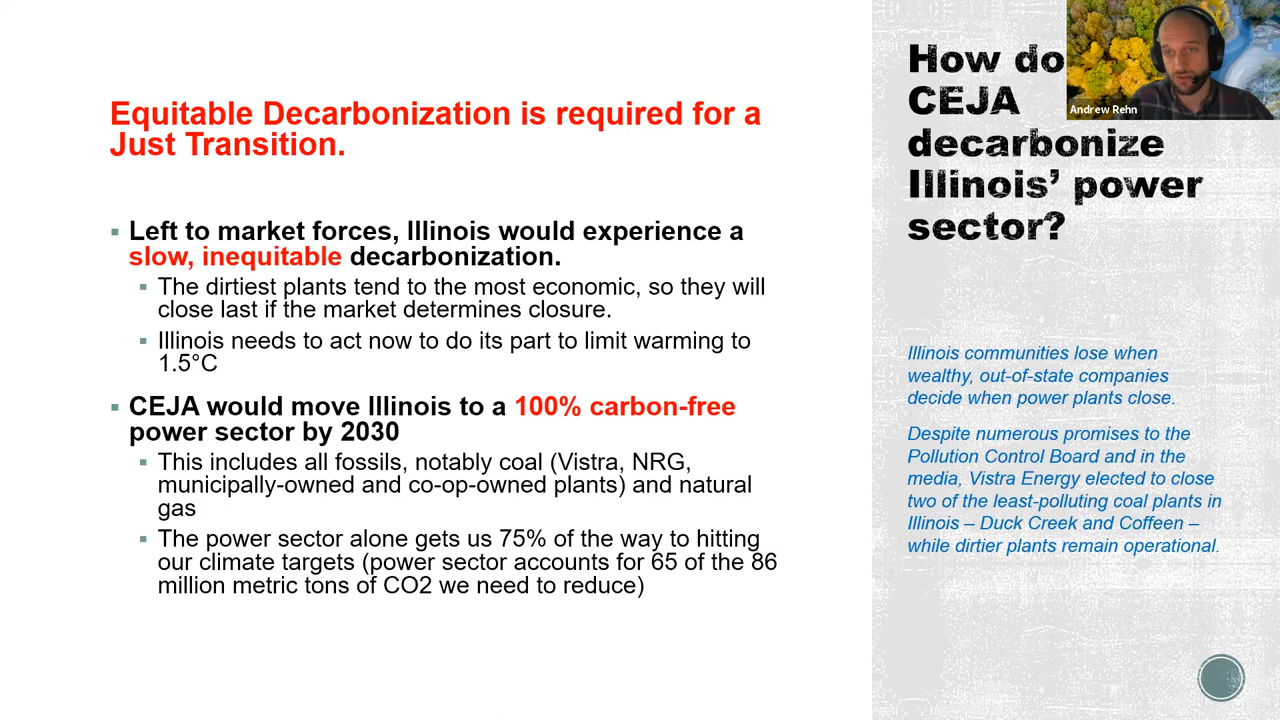 Equitable Decarbonization is required for a
Just Transition.
Left to market forces, Illinois would experience a
slow, inequitable decarbonization.
The dirtiest plants tend to the most economic, so they will
close last if the market determines closure.
Illinois needs to act now to do its part to limit warming to
1.5°C
CEJA would move Illinois to a 100% carbon-free
power sector by 2030
This includes all fossils, notably coal (Vistra, NRG,
municipally-owned and co-op-owned plants) and natural
gas
The power sector alone gets us 75% of the way to hitting
our climate targets (power sector accounts for 65 of the 86
million metric tons of CO2 we need to reduce)
How do
CEJA
decarbonize
Illinois’ power
sector?
Andrew Rehn
Illinois communities lose when
wealthy, out-of-state companies
decide when power plants close.
Despite numerous promises to the
Pollution Control Board and in the
media, Vistra Energy elected to close
two of the least-polluting coal plants in
Illinois – Duck Creek and Coffeen –
while dirtier plants remain operational.